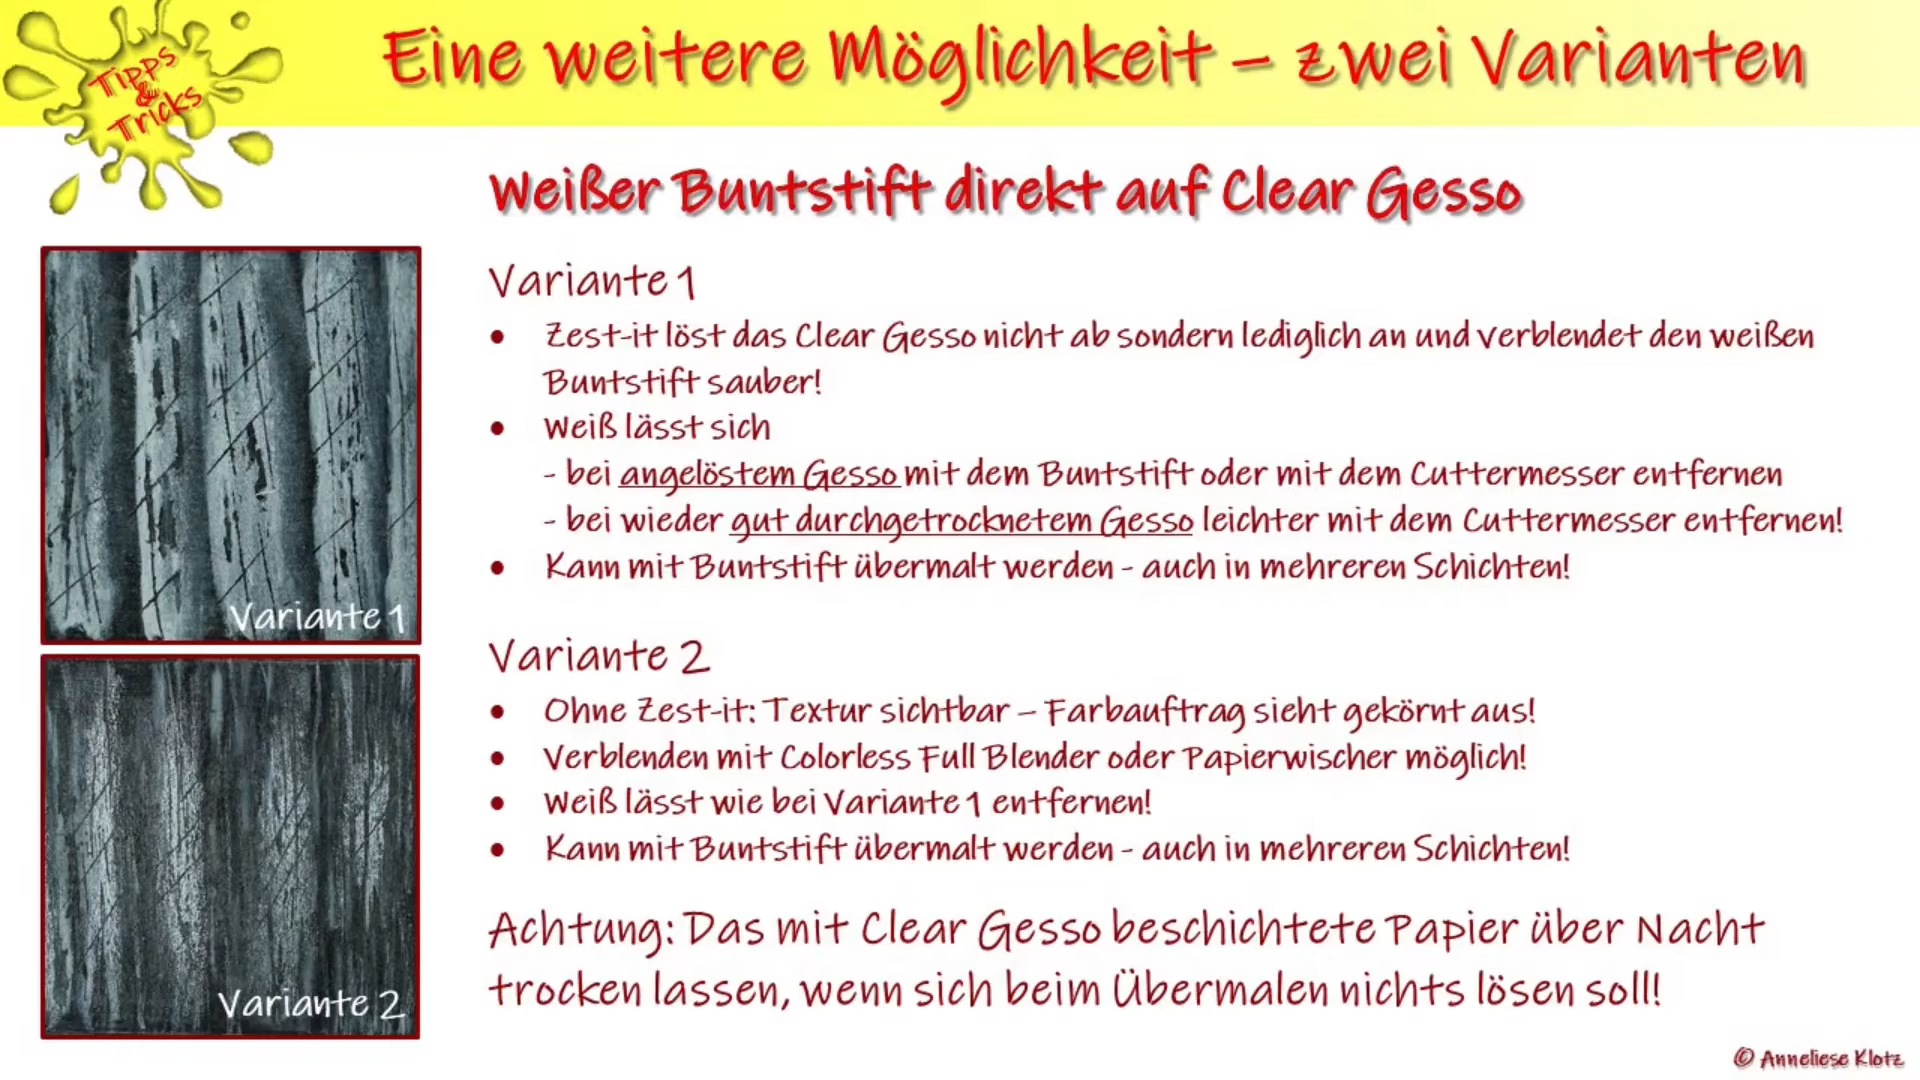 Tipps
&
Tricks
Eine weitere Möglichkeit – zwei Varianten
Weißer Buntstift direkt auf Clear Gesso
Variante 1
• Zest-it löst das Clear Gesso nicht ab sondern lediglich an und verblendet den weißen
Buntstift sauber!
• Weiß lässt sich
- bei angelöstem Gesso mit dem Buntstift oder mit dem Cuttermesser entfernen
- bei wieder gut durchgetrocknetem Gesso leichter mit dem Cuttermesser entfernen!
• Kann mit Buntstift übermalt werden - auch in mehreren Schichten!
Variante 1
Variante 2
• Ohne Zest-it: Textur sichtbar – Farbauftrag sieht gekörnt aus!
• Verblenden mit Colorless Full Blender oder Papierwischer möglich!
• Weiß lässt wie bei Variante 1 entfernen!
• Kann mit Buntstift übermalt werden - auch in mehreren Schichten!
Variante 2
Achtung: Das mit Clear Gesso beschichtete Papier über Nacht
trocken lassen, wenn sich beim Übermalen nichts lösen soll!
© Anneliese Klotz